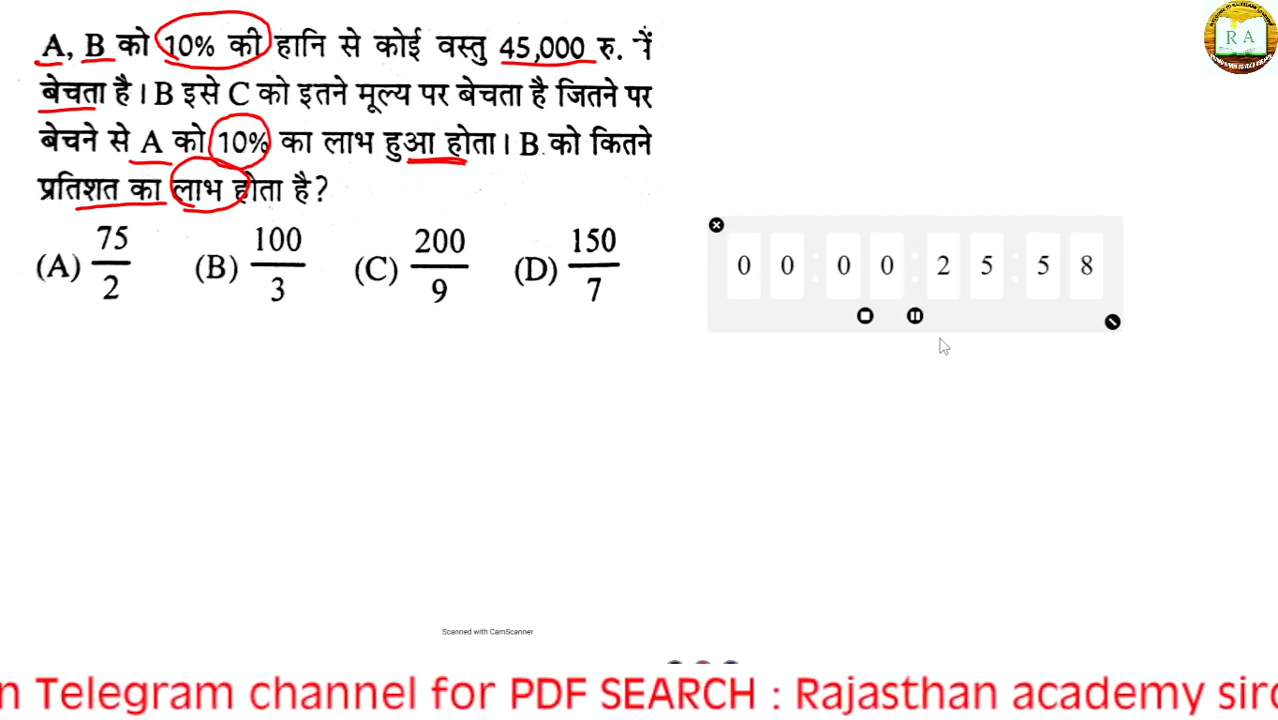 A, B को 10% की हानि से कोई वस्तु 45,000 रु. में
बेचता है। B इसे C को इतने मूल्य पर बेचता है जितने पर
बेचने से A को 10% का लाभ हुआ होता। B को कितने
प्रतिशत का लाभ होता है?
(A) 75/2 (B) 100/3 (C) 200/9 (D) 150/7
0 0 : 0 0 : 2 5 : 5 8
R A
Scanned with CamScanner
n Telegram channel for PDF SEARCH : Rajasthan academy siro